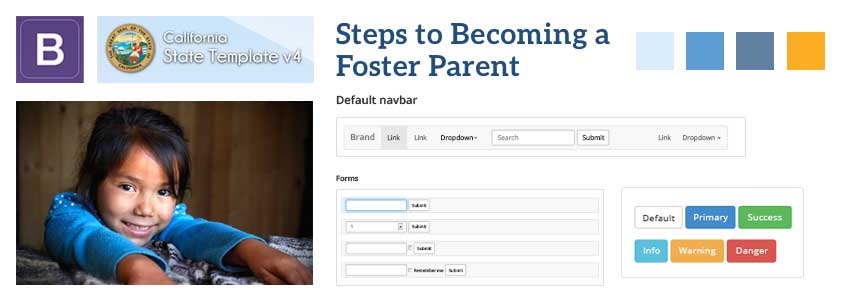 B
California
State Template v4
Steps to Becoming a
Foster Parent
Default navbar
Brand Link Link Dropdown Search Submit Link Dropdown
Forms
Submit
1 Submit
Submit
Remember me Submit
Default Primary Success
Info Warning Danger